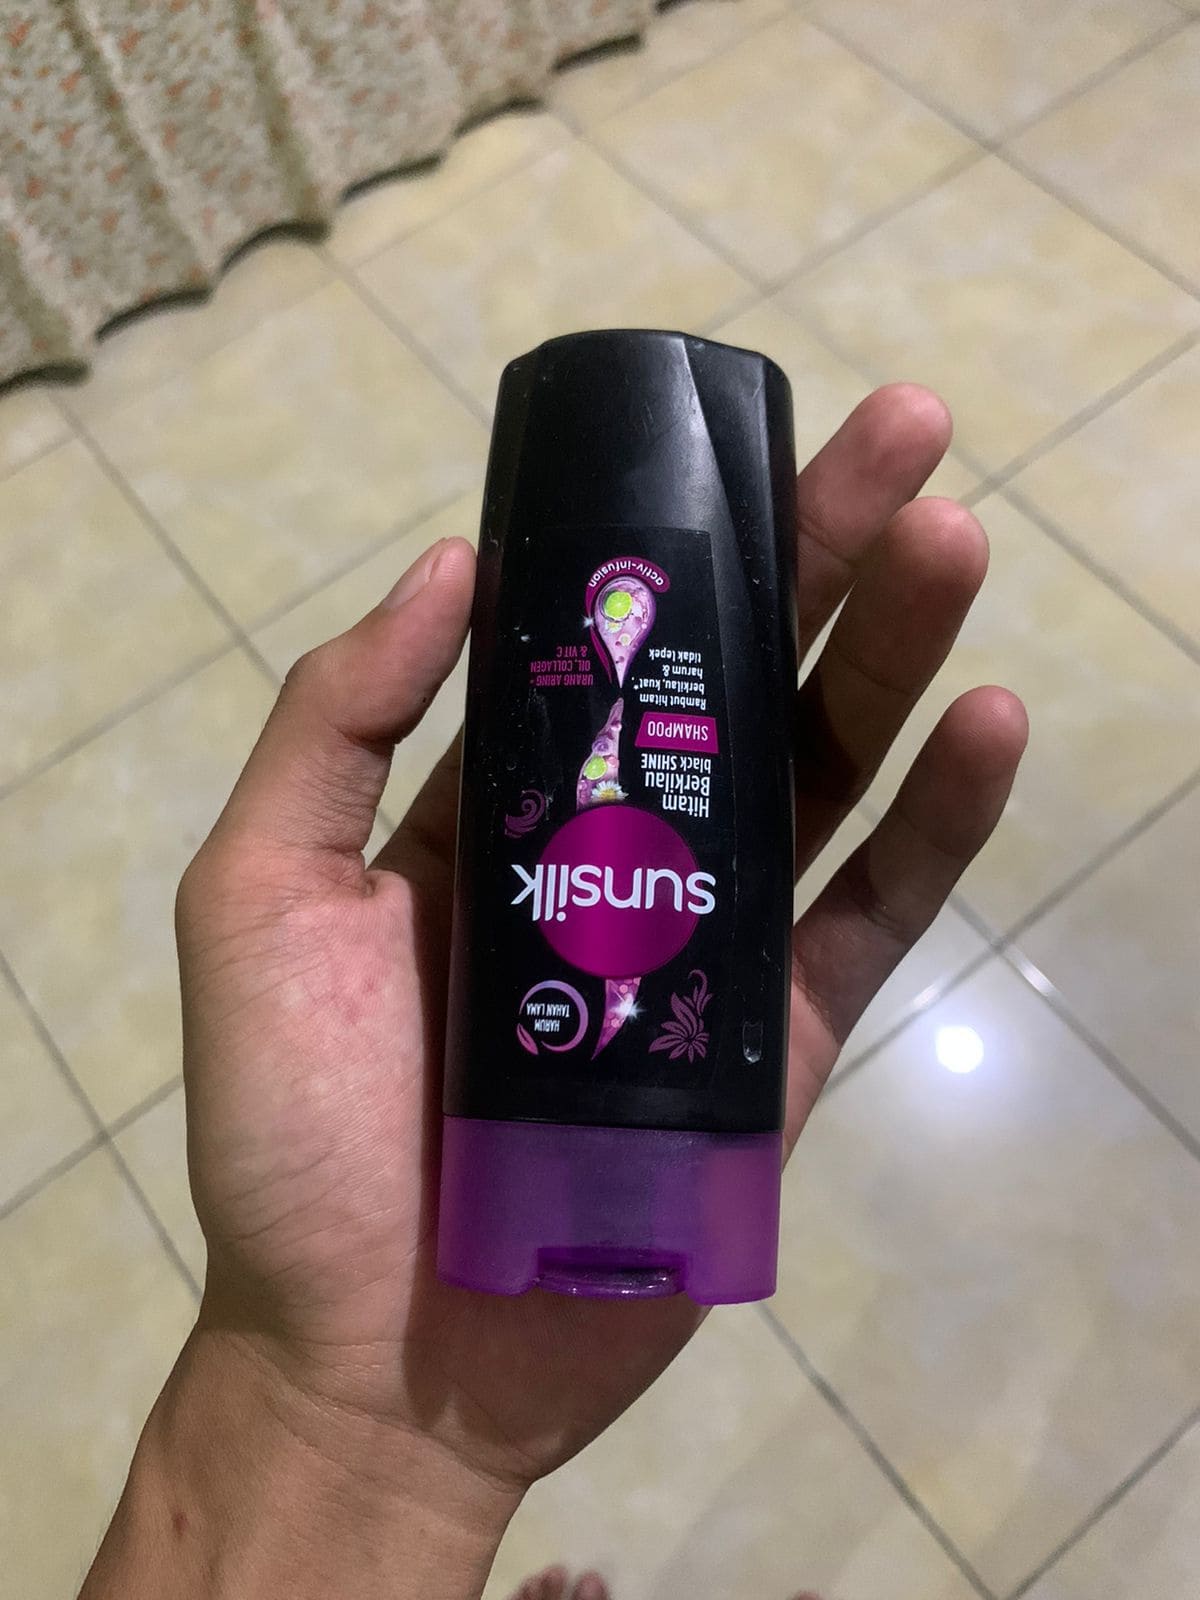 HARUM
TAHAN LAMA
sunsilk
Hitam
Berkilau
black SHINE
SHAMPOO
Rambut hitam
berkilau, kuat*,
harum &
tidak lepek
URANG ARING*
OIL, COLLAGEN
& VIT C
activ-infusion